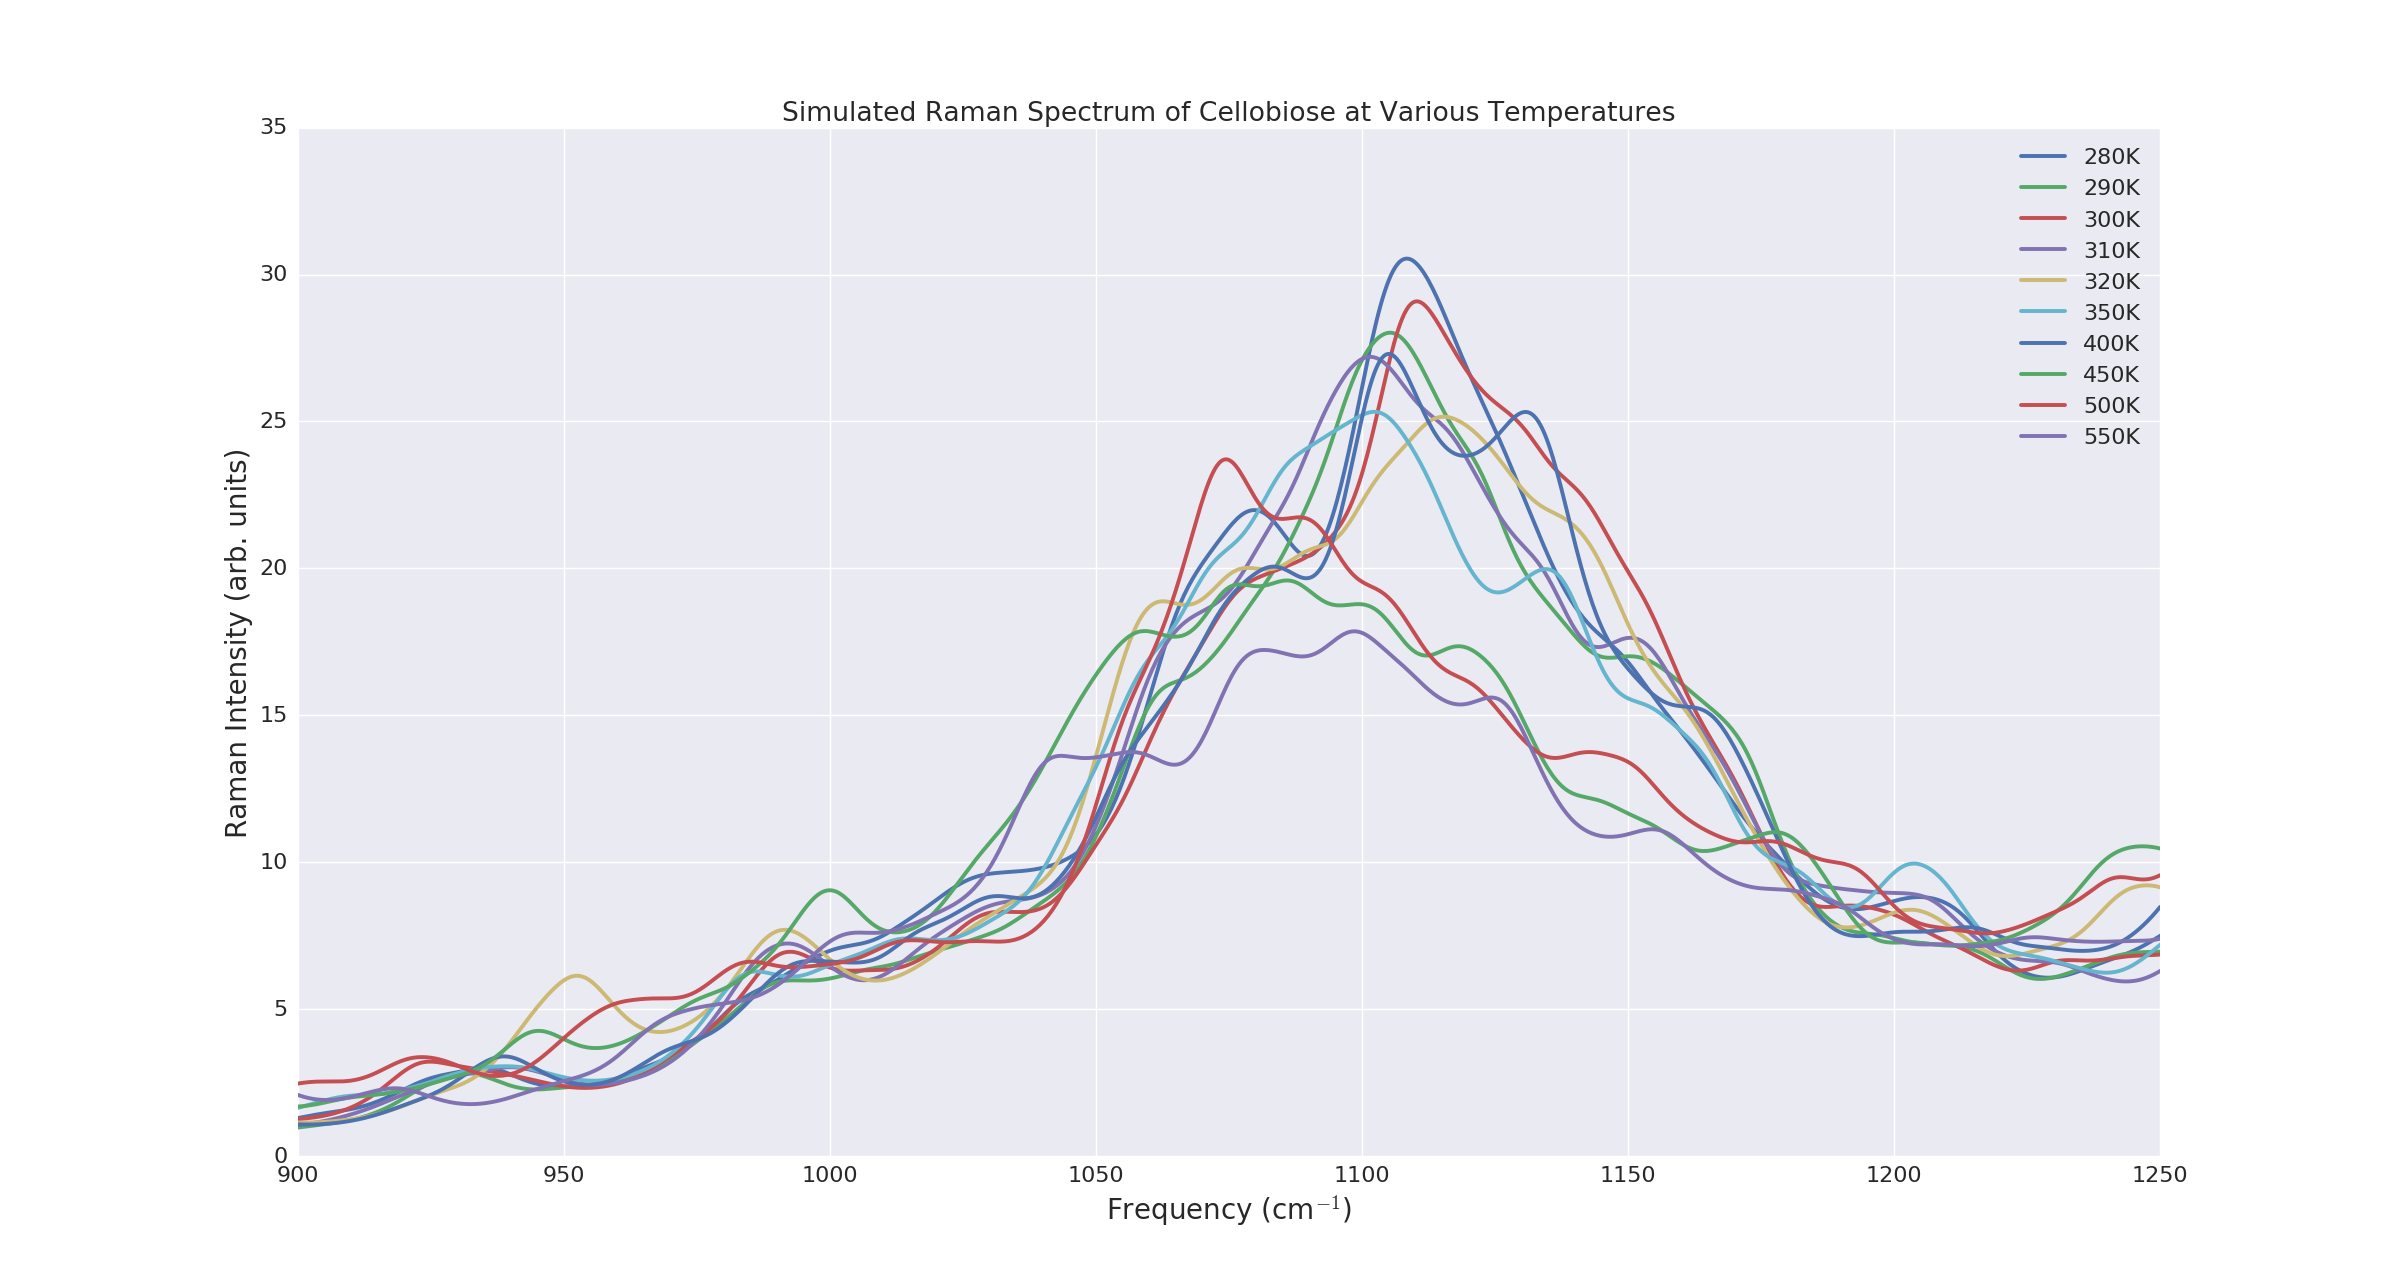 Simulated Raman Spectrum of Cellobiose at Various Temperatures
35
30
25
20
15
10
5
0
Raman Intensity (arb. units)
280K
290K
300K
310K
320K
350K
400K
450K
500K
550K
900 950 1000 1050 1100 1150 1200 1250
Frequency (cm⁻¹)